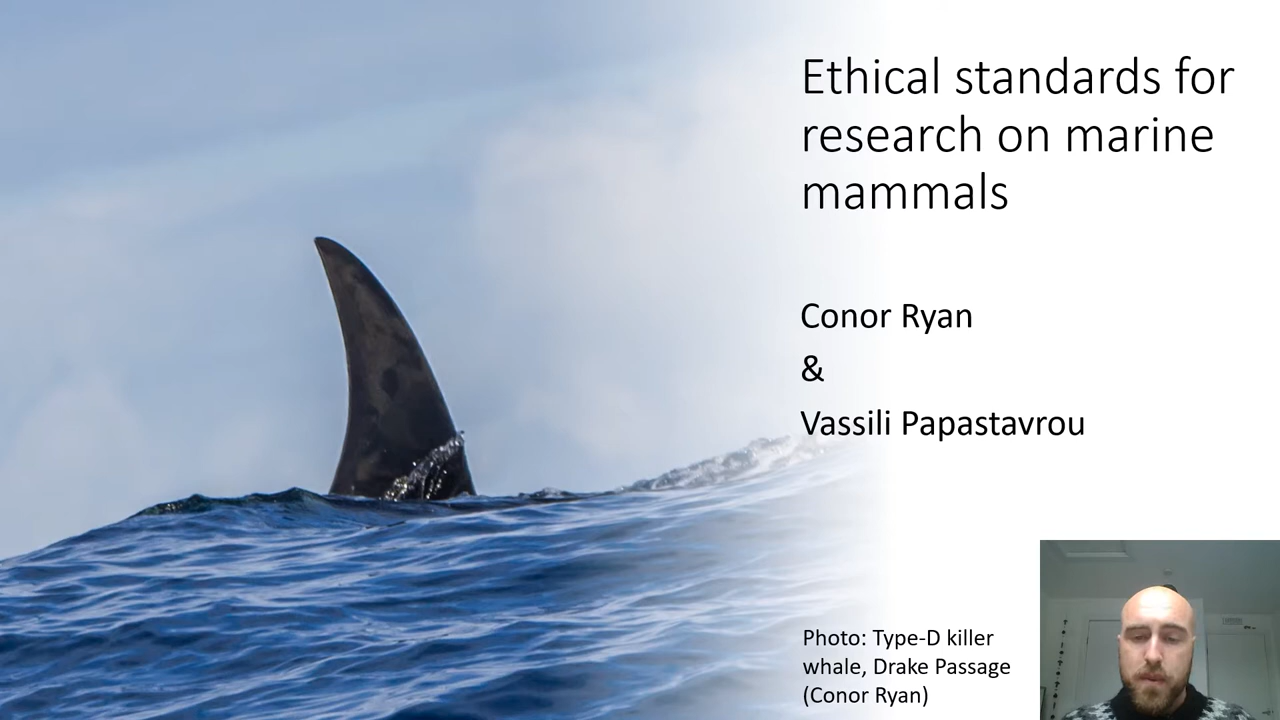 Ethical standards for
research on marine
mammals
Conor Ryan
&
Vassili Papastavrou
Photo: Type-D killer
whale, Drake Passage
(Conor Ryan)